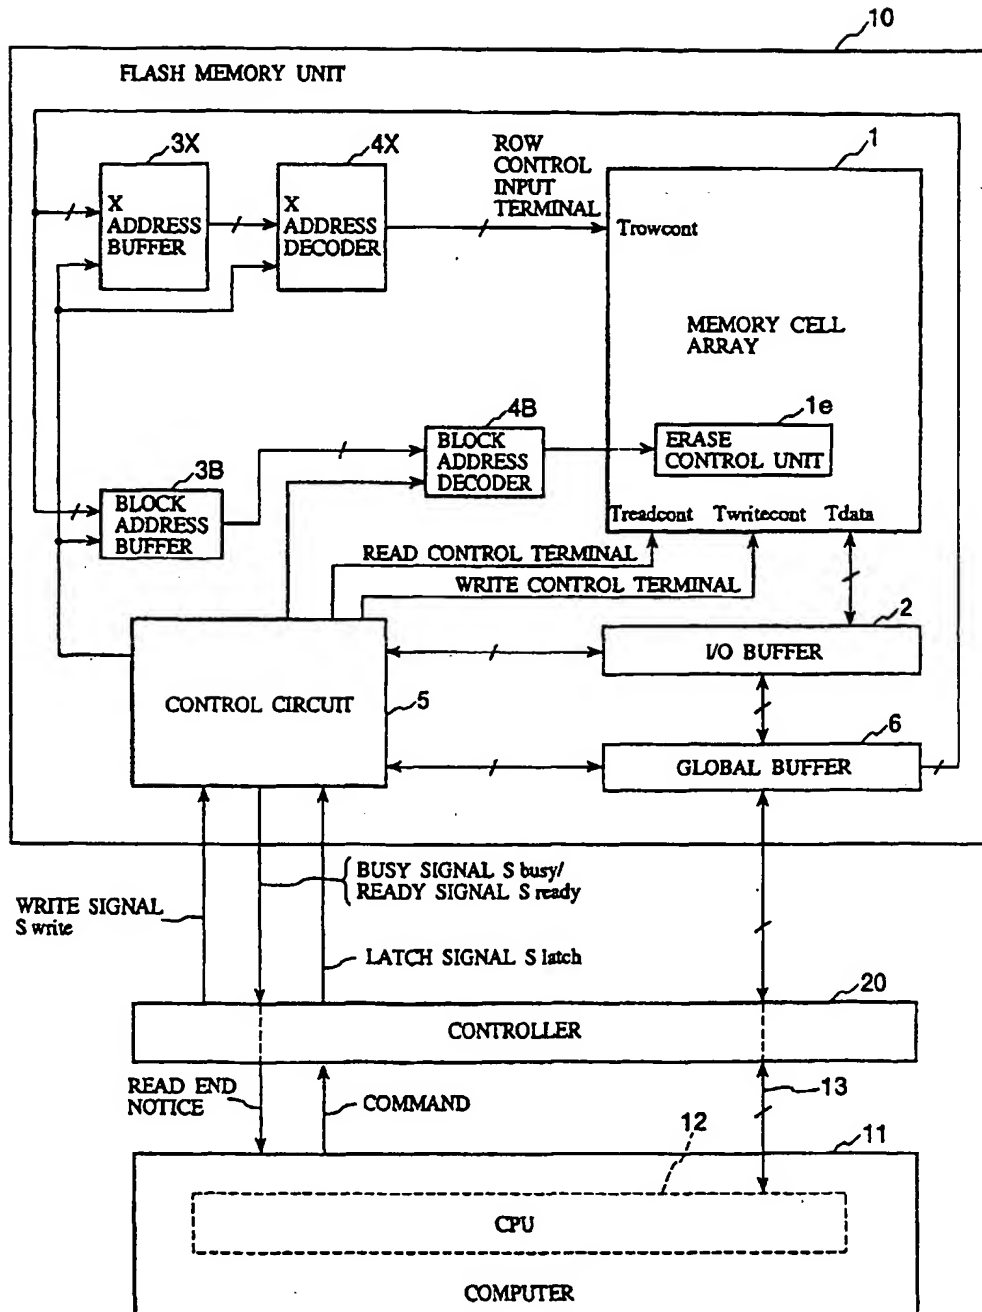 10
FLASH MEMORY UNIT
3X
4X
1
ROW
CONTROL
INPUT
TERMINAL
X
ADDRESS
BUFFER
X
ADDRESS
DECODER
Trowcont
MEMORY CELL
ARRAY
4B
1e
BLOCK
ADDRESS
DECODER
ERASE
CONTROL UNIT
3B
BLOCK
ADDRESS
BUFFER
Treadcont Twritecont Tdata
READ CONTROL TERMINAL
WRITE CONTROL TERMINAL
2
I/O BUFFER
CONTROL CIRCUIT
5
6
GLOBAL BUFFER
BUSY SIGNAL S busy/
READY SIGNAL S ready
WRITE SIGNAL
S write
LATCH SIGNAL S latch
20
CONTROLLER
READ END
NOTICE
COMMAND
13
12
11
CPU
COMPUTER